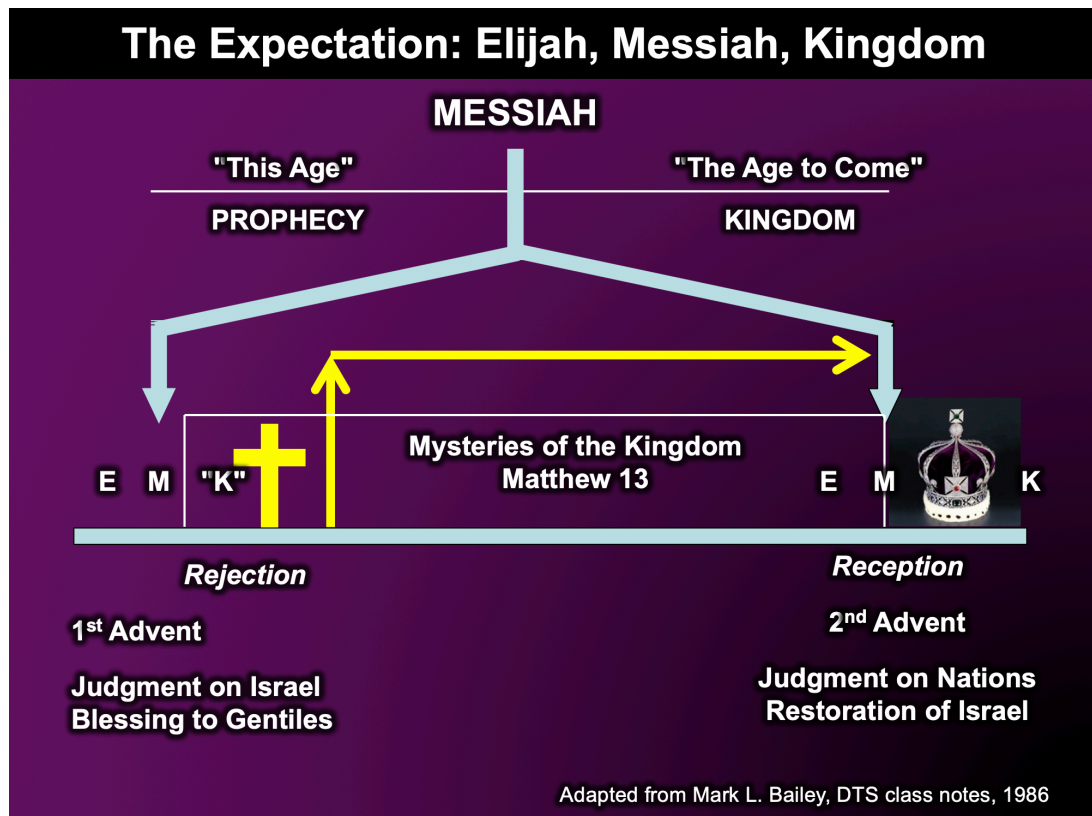 The Expectation: Elijah, Messiah, Kingdom
MESSIAH
"This Age"
"The Age to Come"
PROPHECY
KINGDOM
Mysteries of the Kingdom
Matthew 13
E M "K"
E M K
Rejection
Reception
1st Advent
2nd Advent
Judgment on Israel
Blessing to Gentiles
Judgment on Nations
Restoration of Israel
Adapted from Mark L. Bailey, DTS class notes, 1986